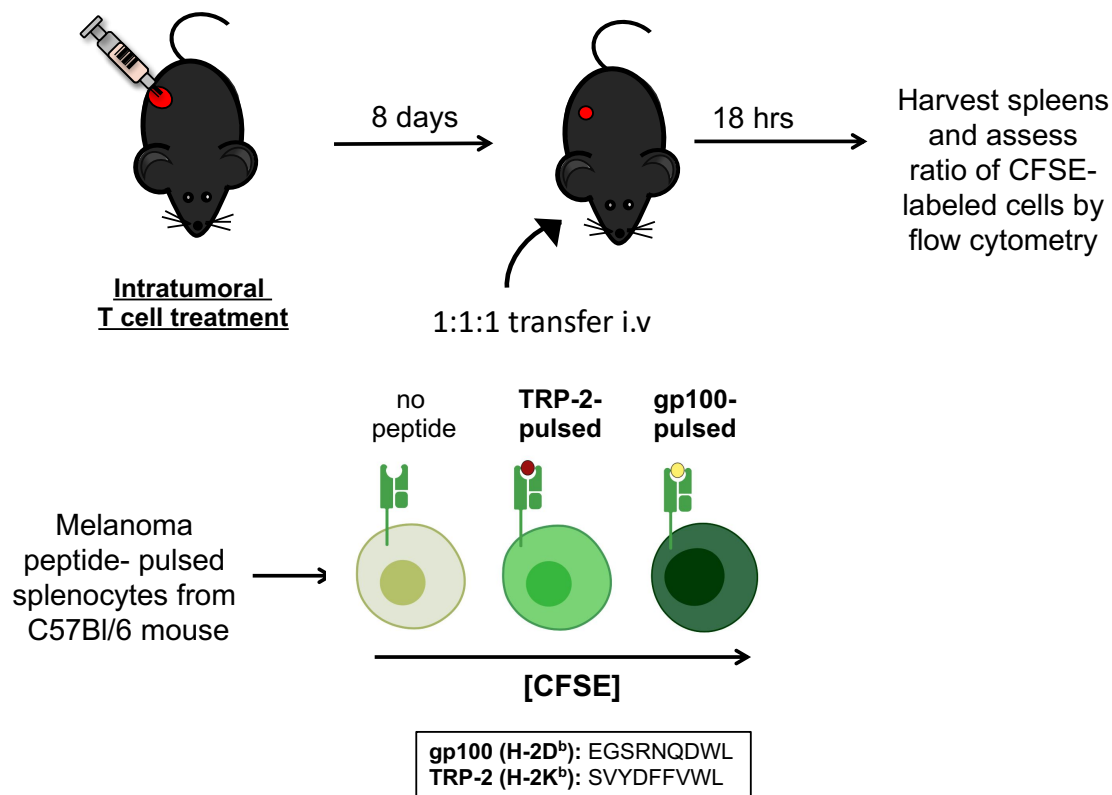 8 days
18 hrs
Harvest spleens
and assess
ratio of CFSE-
labeled cells by
flow cytometry
Intratumoral
T cell treatment
1:1:1 transfer i.v
no
peptide
TRP-2-
pulsed
gp100-
pulsed
Melanoma
peptide- pulsed
splenocytes from
C57Bl/6 mouse
[CFSE]
gp100 (H-2Dᵇ): EGSRNQDWL
TRP-2 (H-2Kᵇ): SVYDFFVWL